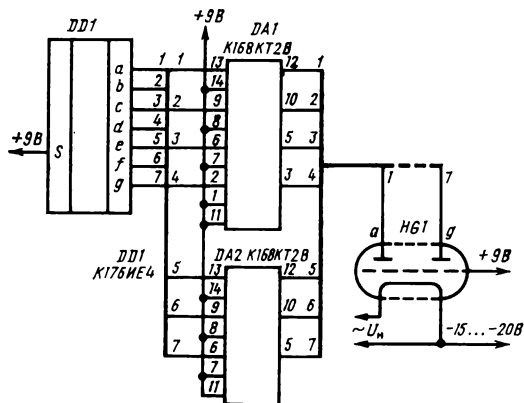 +9В
DD1
DA1
К168КТ2В
a 1 1 13 12 1
b 2 14
c 3 2 9 10 2
d 4 8
e 5 3 6 5 3
f 6 7
g 7 4 2 3 4
1
11
+9В
S
1 7
a HG1 g
+9В
~Uн
-15...-20В
DD1
К176ИЕ4
DA2 К168КТ2В
5 13 12 5
14
6 9 10 6
8
7 6 5 7
7
11